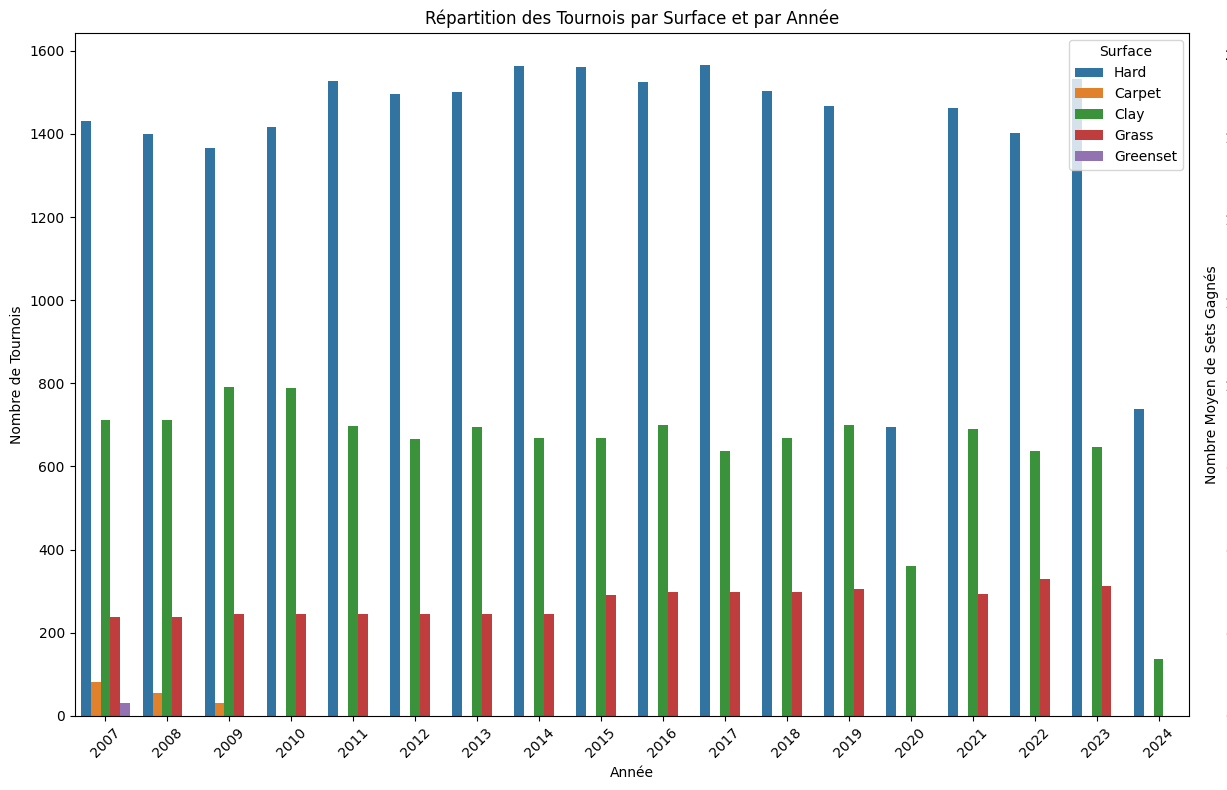 Répartition des Tournois par Surface et par Année
Surface
Hard
Carpet
Clay
Grass
Greenset
Nombre de Tournois
1600
1400
1200
1000
800
600
400
200
0
2007
2008
2009
2010
2011
2012
2013
2014
2015
2016
2017
2018
2019
2020
2021
2022
2023
2024
Année
Nombre Moyen de Sets Gagnés